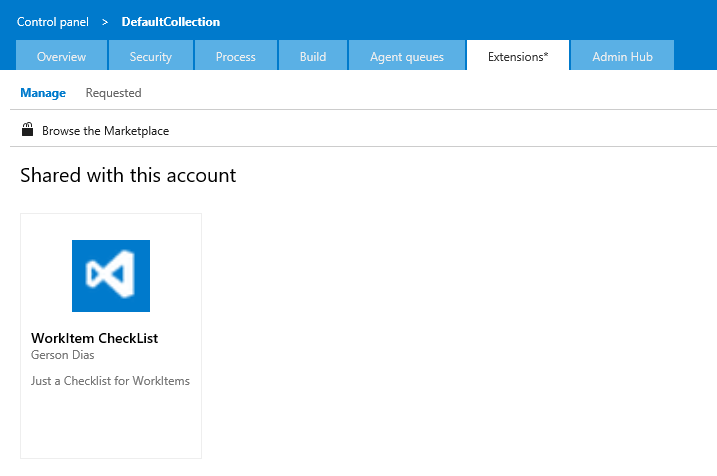 Control panel > DefaultCollection
Overview Security Process Build Agent queues Extensions* Admin Hub
Manage Requested
Browse the Marketplace
Shared with this account
WorkItem CheckList
Gerson Dias
Just a Checklist for WorkItems